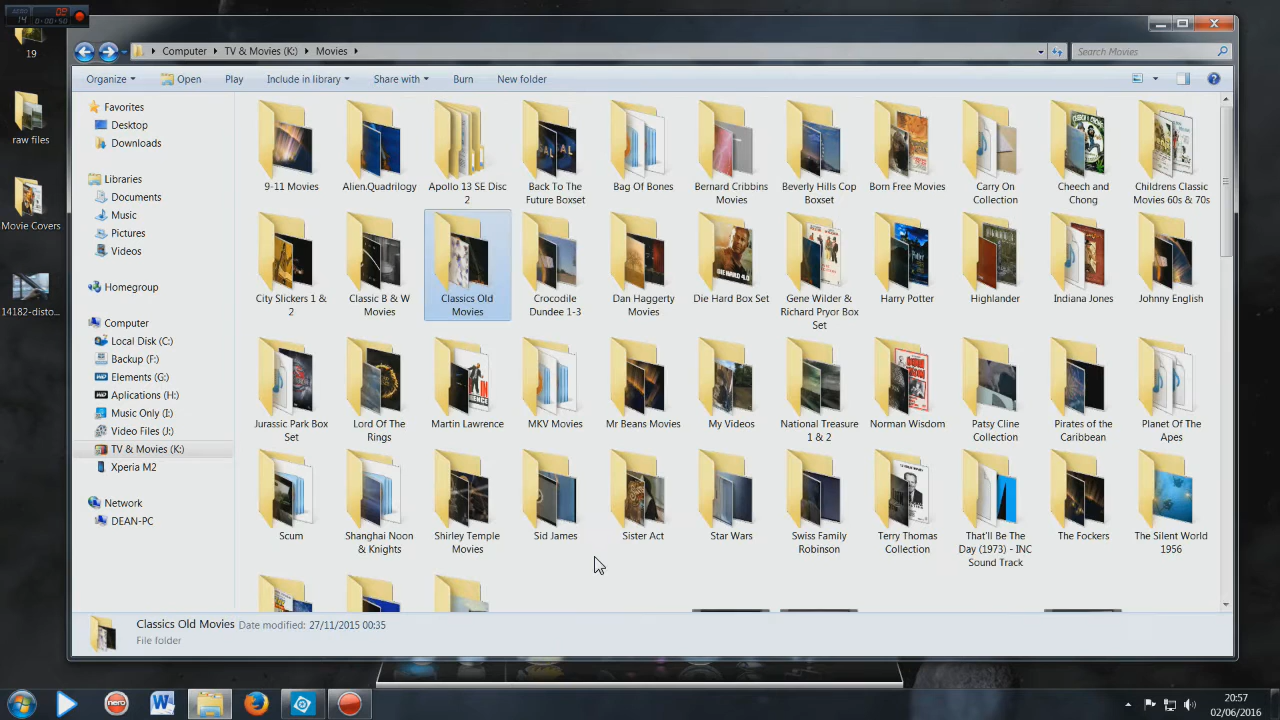 19
raw files
Movie Covers
14182-disto...
Computer
TV & Movies (K:)
Movies
Search Movies
Organize
Open
Play
Include in library
Share with
Burn
New folder
Favorites
Desktop
Downloads
Libraries
Documents
Music
Pictures
Videos
Homegroup
Computer
Local Disk (C:)
Backup (F:)
Elements (G:)
Aplications (H:)
Music Only (I:)
Video Files (J:)
TV & Movies (K:)
Xperia M2
Network
DEAN-PC
9-11 Movies
Alien.Quadrilogy
Apollo 13 SE Disc
2
Back To The
Future Boxset
Bag Of Bones
Bernard Cribbins
Movies
Beverly Hills Cop
Boxset
Born Free Movies
Carry On
Collection
Cheech and
Chong
Childrens Classic
Movies 60s & 70s
City Slickers 1 &
2
Classic B & W
Movies
Classics Old
Movies
Crocodile
Dundee 1-3
Dan Haggerty
Movies
DIE HARD 4.0
Die Hard Box Set
Gene Wilder &
Richard Pryor Box
Set
Harry Potter
Highlander
Indiana Jones
Johnny English
Jurassic Park Box
Set
Lord Of The
Rings
Martin Lawrence
MKV Movies
Mr Beans Movies
My Videos
National Treasure
1 & 2
Norman Wisdom
Patsy Cline
Collection
Pirates of the
Caribbean
Planet Of The
Apes
Scum
Shanghai Noon
& Knights
Shirley Temple
Movies
Sid James
Sister Act
Star Wars
Swiss Family
Robinson
Terry Thomas
Collection
That'll Be The
Day (1973) - INC
Sound Track
The Fockers
The Silent World
1956
Classics Old Movies
Date modified: 27/11/2015 00:35
File folder
nero
20:57
02/06/2016